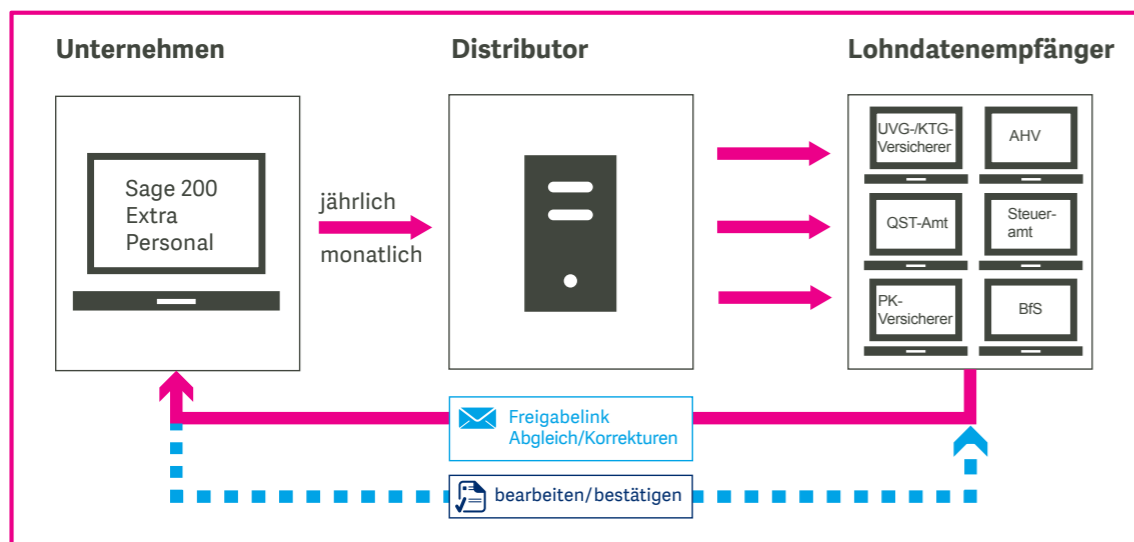 Unternehmen
Distributor
Lohndatenempfänger
Sage 200
Extra
Personal
jährlich
monatlich
UVG-/KTG-
Versicherer
AHV
QST-Amt
Steuer-
amt
PK-
Versicherer
BfS
Freigabelink
Abgleich/Korrekturen
bearbeiten/bestätigen